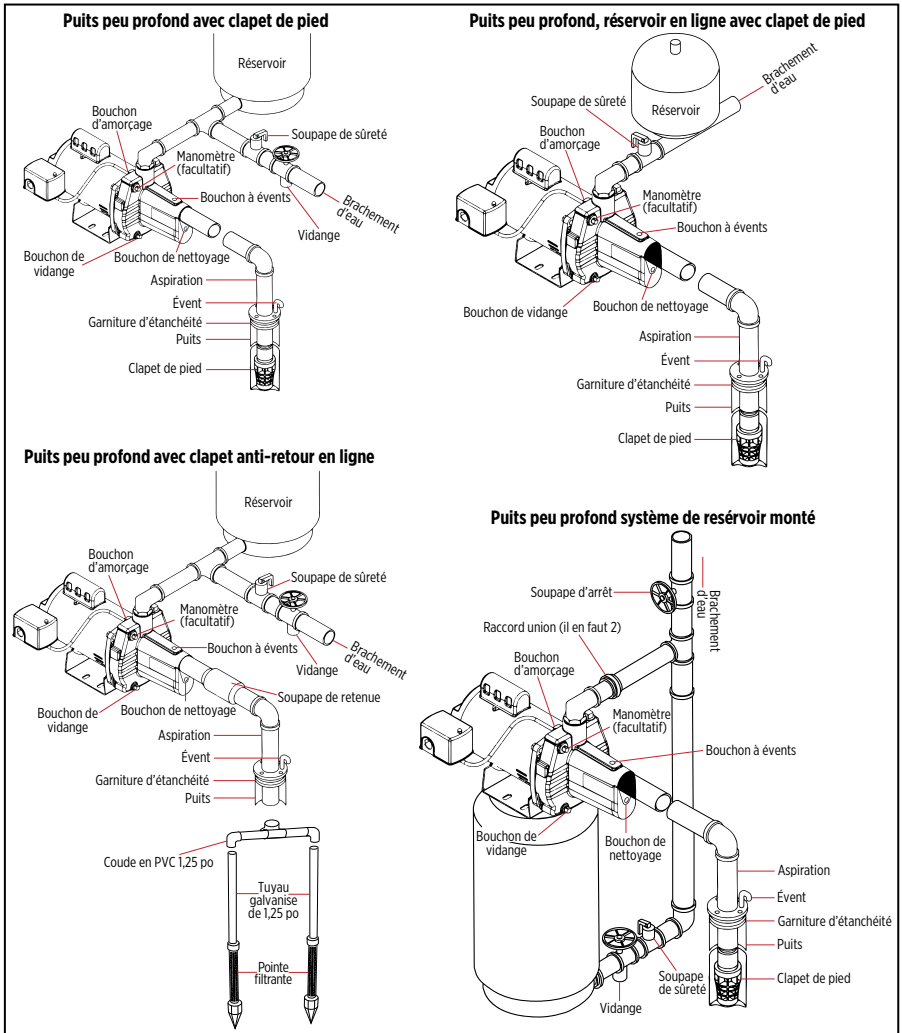 Puits peu profond avec clapet de pied
Réservoir
Bouchon
d'amorçage
Soupape de sûreté
Manomètre
(facultatif)
Bouchon à évents
Brachement
d'eau
Vidange
Bouchon de
vidange
Bouchon de nettoyage
Aspiration
Évent
Garniture d'étanchéité
Puits
Clapet de pied
Puits peu profond, réservoir en ligne avec clapet de pied
Brachement
d'eau
Soupape de sûreté
Réservoir
Bouchon
d'amorçage
Manomètre
(facultatif)
Bouchon à évents
Bouchon de nettoyage
Bouchon de vidange
Aspiration
Évent
Garniture d'étanchéité
Puits
Clapet de pied
Puits peu profond avec clapet anti-retour en ligne
Réservoir
Bouchon
d'amorçage
Soupape de sûreté
Manomètre
(facultatif)
Bouchon à évents
Brachement
d'eau
Vidange
Soupape de retenue
Bouchon de
vidange
Bouchon de nettoyage
Aspiration
Évent
Garniture d'étanchéité
Puits
Coude en PVC 1,25 po
Tuyau
galvanise
de 1,25 po
Pointe
filtrante
Puits peu profond système de resérvoir monté
Soupape d'arrêt
Brachement
d'eau
Raccord union (il en faut 2)
Bouchon
d'amorçage
Manomètre
(facultatif)
Bouchon à évents
Bouchon de
vidange
Bouchon de
nettoyage
Aspiration
Évent
Garniture d'étanchéité
Puits
Clapet de pied
Soupape
de sûreté
Vidange